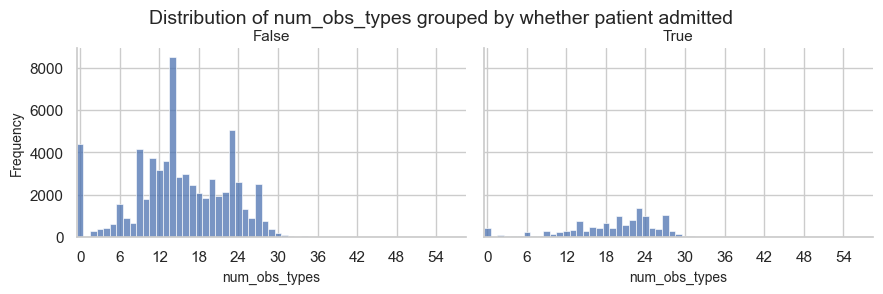 Distribution of num_obs_types grouped by whether patient admitted
False
True
8000
6000
4000
2000
0
Frequency
0 6 12 18 24 30 36 42 48 54
0 6 12 18 24 30 36 42 48 54
num_obs_types
num_obs_types